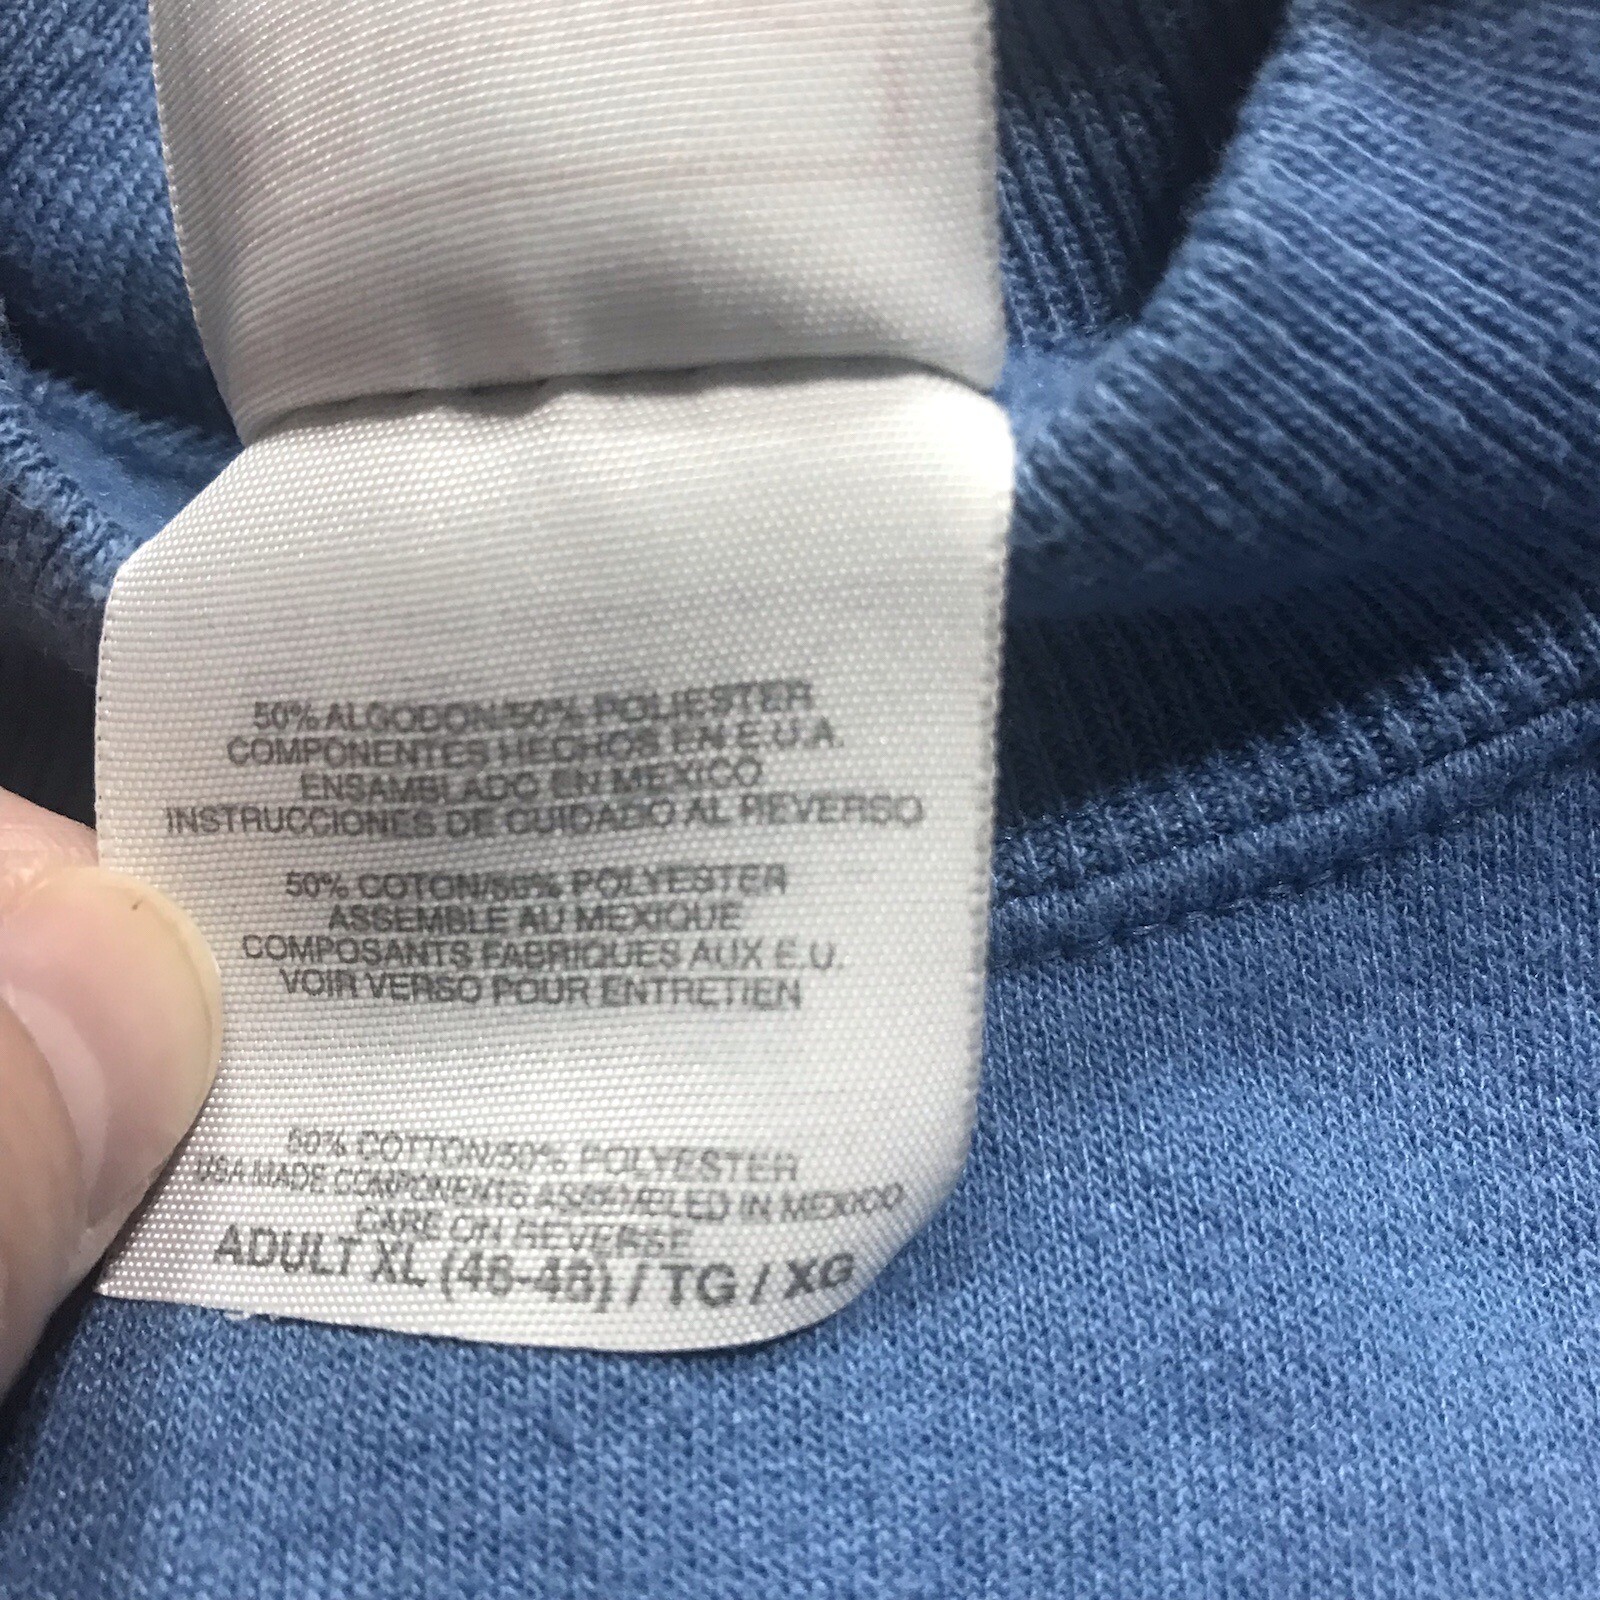 50% ALGODON/50% POLIESTER
COMPONENTES HECHOS EN E.U.A.
ENSAMBLADO EN MEXICO
INSTRUCCIONES DE CUIDADO AL REVERSO
50% COTON/50% POLYESTER
ASSEMBLE AU MEXIQUE
COMPOSANTS FABRIQUES AUX E.U.
VOIR VERSO POUR ENTRETIEN
50% COTTON/50% POLYESTER
USA MADE COMPONENTS ASSEMBLED IN MEXICO
CARE ON REVERSE
ADULT XL (46-48) / TG / XG